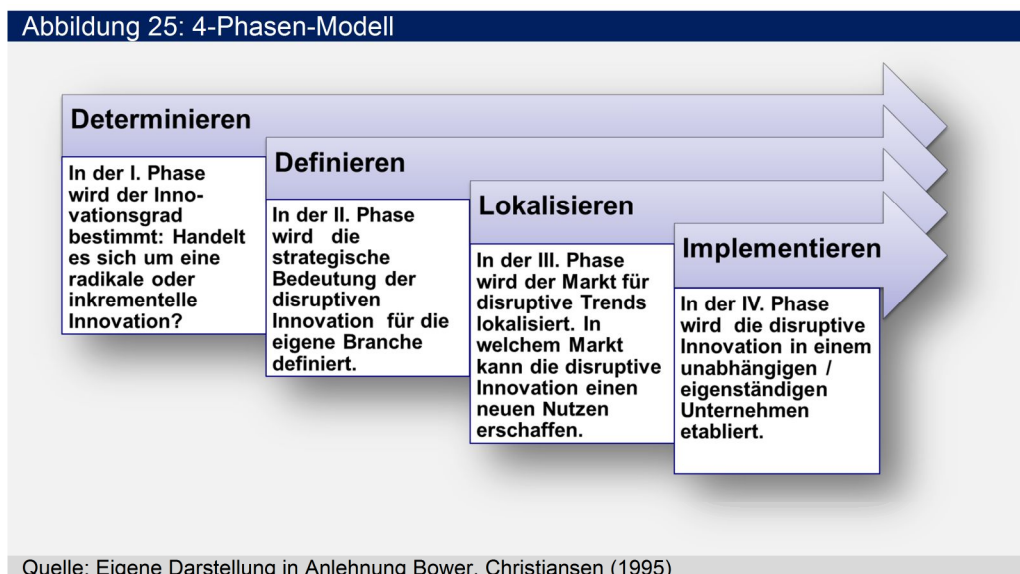 Abbildung 25: 4-Phasen-Modell
Determinieren
In der I. Phase
wird der Inno-
vationsgrad
bestimmt: Handelt
es sich um eine
radikale oder
inkrementelle
Innovation?
Definieren
In der II. Phase
wird die
strategische
Bedeutung der
disruptiven
Innovation für die
eigene Branche
definiert.
Lokalisieren
In der III. Phase
wird der Markt für
disruptive Trends
lokalisiert. In
welchem Markt
kann die disruptive
Innovation einen
neuen Nutzen
erschaffen.
Implementieren
In der IV. Phase
wird die disruptive
Innovation in einem
unabhängigen /
eigenständigen
Unternehmen
etabliert.
Quelle: Eigene Darstellung in Anlehnung Bower, Christiansen (1995)